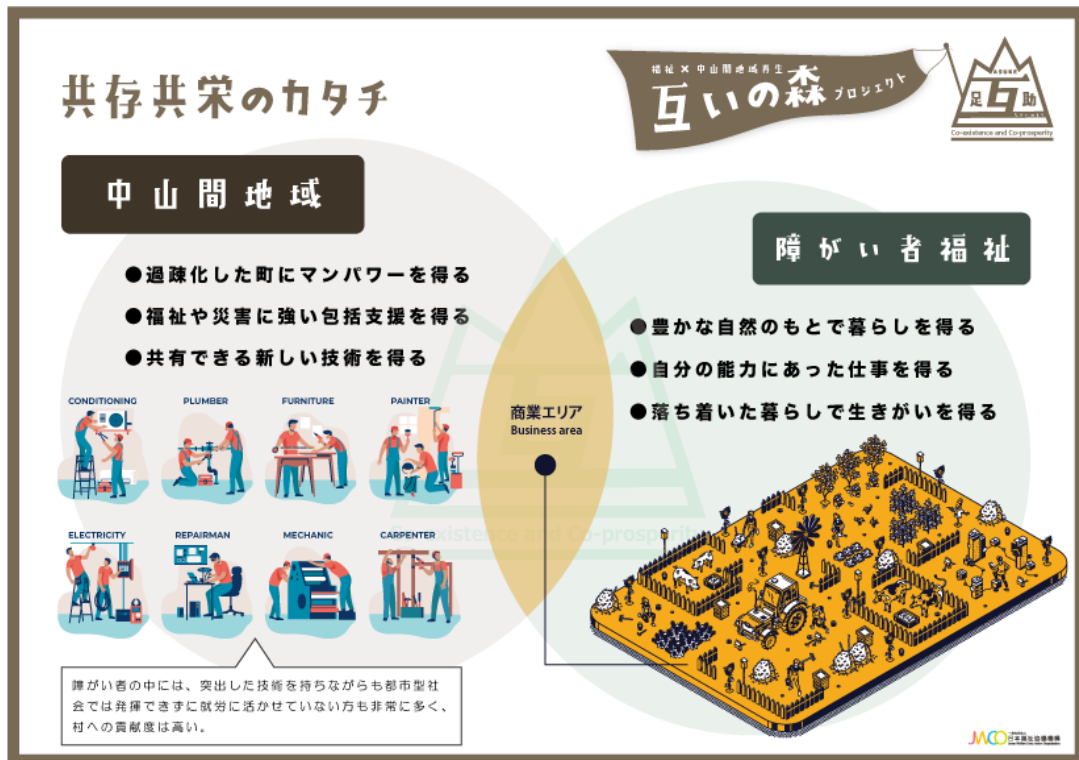 共存共栄のカタチ
福祉×中山間地域再生
互いの森プロジェクト
足互助
Co-existence and Co-prosperity
中山間地域
●過疎化した町にマンパワーを得る
●福祉や災害に強い包括支援を得る
●共有できる新しい技術を得る
障がい者福祉
●豊かな自然のもとで暮らしを得る
●自分の能力にあった仕事を得る
●落ち着いた暮らしで生きがいを得る
商業エリア
Business area
CONDITIONING
PLUMBER
FURNITURE
PAINTER
ELECTRICITY
REPAIRMAN
MECHANIC
CARPENTER
Co-existence and Co-prosperity
障がい者の中には、突出した技術を持ちながらも都市型社
会では発揮できずに就労に活かせていない方も非常に多く、
村への貢献度は高い。
JWCO
日本福祉協議機構